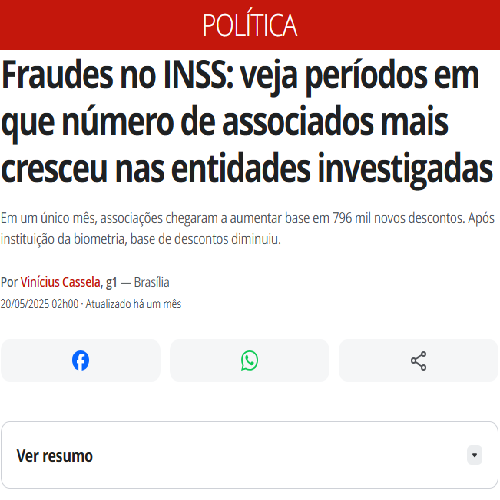 POLÍTICA
Fraudes no INSS: veja períodos em
que número de associados mais
cresceu nas entidades investigadas
Em um único mês, associações chegaram a aumentar base em 796 mil novos descontos. Após
instituição da biometria, base de descontos diminuiu.
Por Vinícius Cassela, g1 — Brasília
20/05/2025 02h00 · Atualizado há um mês
Ver resumo